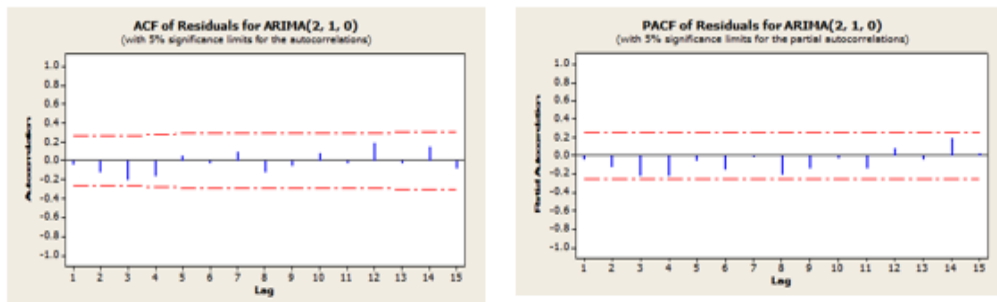 ACF of Residuals for ARIMA(2, 1, 0)
(with 5% significance limits for the autocorrelations)
Autocorrelation
1.0
0.8
0.6
0.4
0.2
0.0
-0.2
-0.4
-0.6
-0.8
-1.0
1 2 3 4 5 6 7 8 9 10 11 12 13 14 15
Lag
PACF of Residuals for ARIMA(2, 1, 0)
(with 5% significance limits for the partial autocorrelations)
Partial Autocorrelation
1.0
0.8
0.6
0.4
0.2
0.0
-0.2
-0.4
-0.6
-0.8
-1.0
1 2 3 4 5 6 7 8 9 10 11 12 13 14 15
Lag